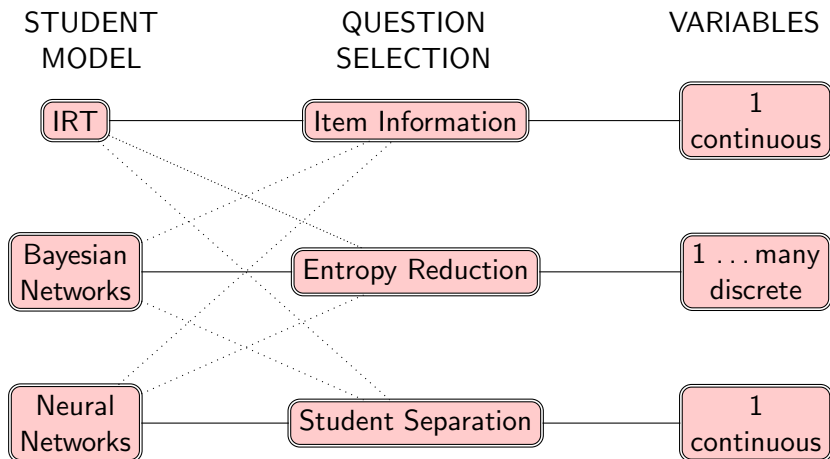 STUDENT
MODEL
QUESTION
SELECTION
VARIABLES
IRT
Item Information
1
continuous
Bayesian
Networks
Entropy Reduction
1 ... many
discrete
Neural
Networks
Student Separation
1
continuous